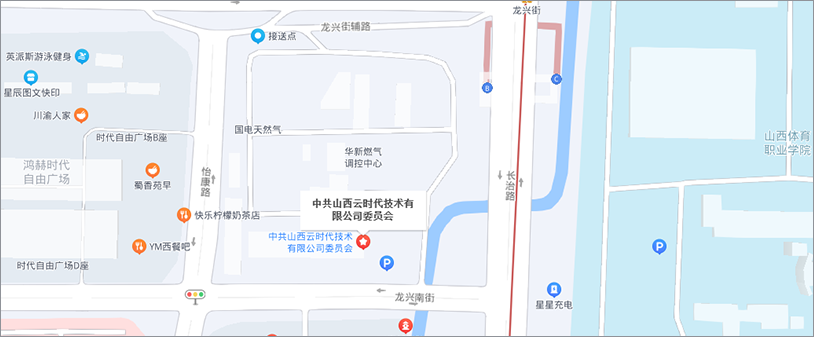 龙兴街
龙兴街辅路
接送点
英派斯游泳健身
星辰图文快印
川渝人家
国电天然气
时代自由广场B座
华新燃气
调控中心
山西体育
职业学院
鸿赫时代
自由广场
蜀香苑早
怡康路
长治路
B
C
中共山西云时代技术有
限公司委员会
快乐柠檬奶茶店
中共山西云时代技术
有限公司委员会
YM西餐吧
P
P
时代自由广场D座
龙兴南街
星星充电